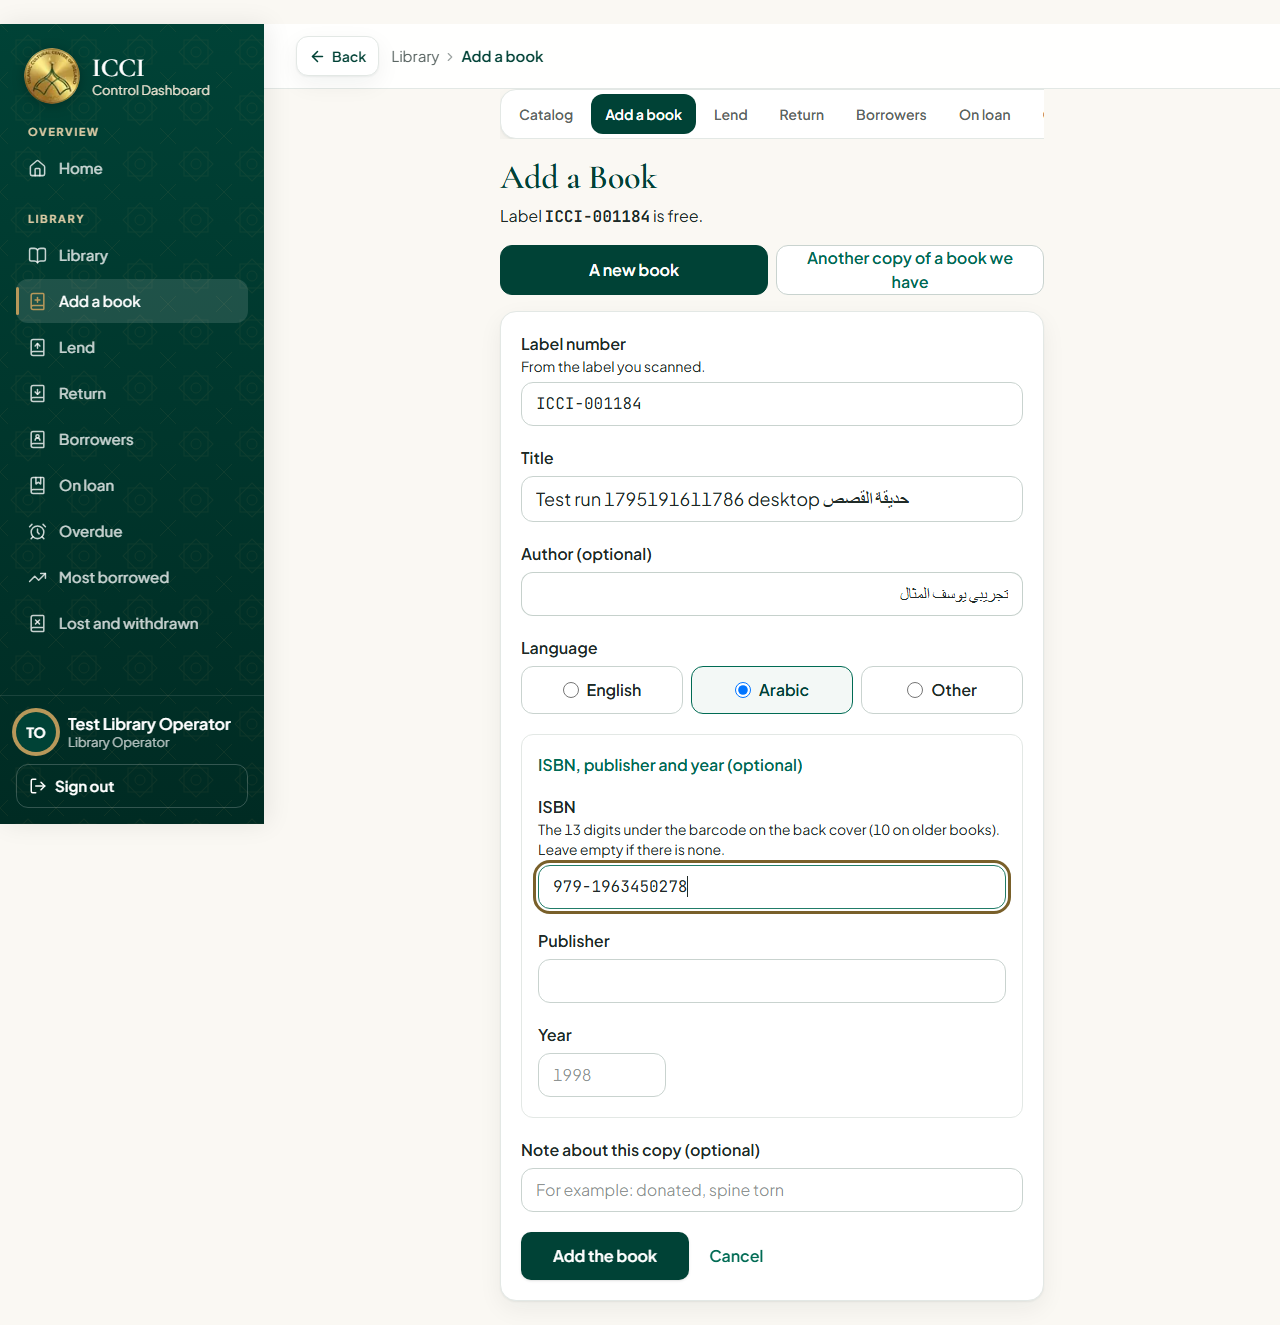 ICCI
Control Dashboard
OVERVIEW
Home
LIBRARY
Library
Add a book
Lend
Return
Borrowers
On loan
Overdue
Most borrowed
Lost and withdrawn
TO
Test Library Operator
Library Operator
Sign out
Back
Library › Add a book
Catalog
Add a book
Lend
Return
Borrowers
On loan
Add a Book
Label ICCI-001184 is free.
A new book
Another copy of a book we
have
Label number
From the label you scanned.
ICCI-001184
Title
Test run 1795191611786 desktop حديقة القصص
Author (optional)
تجريبي يوسف المثال
Language
English
Arabic
Other
ISBN, publisher and year (optional)
ISBN
The 13 digits under the barcode on the back cover (10 on older books).
Leave empty if there is none.
979-1963450278
Publisher
Year
1998
Note about this copy (optional)
For example: donated, spine torn
Add the book
Cancel